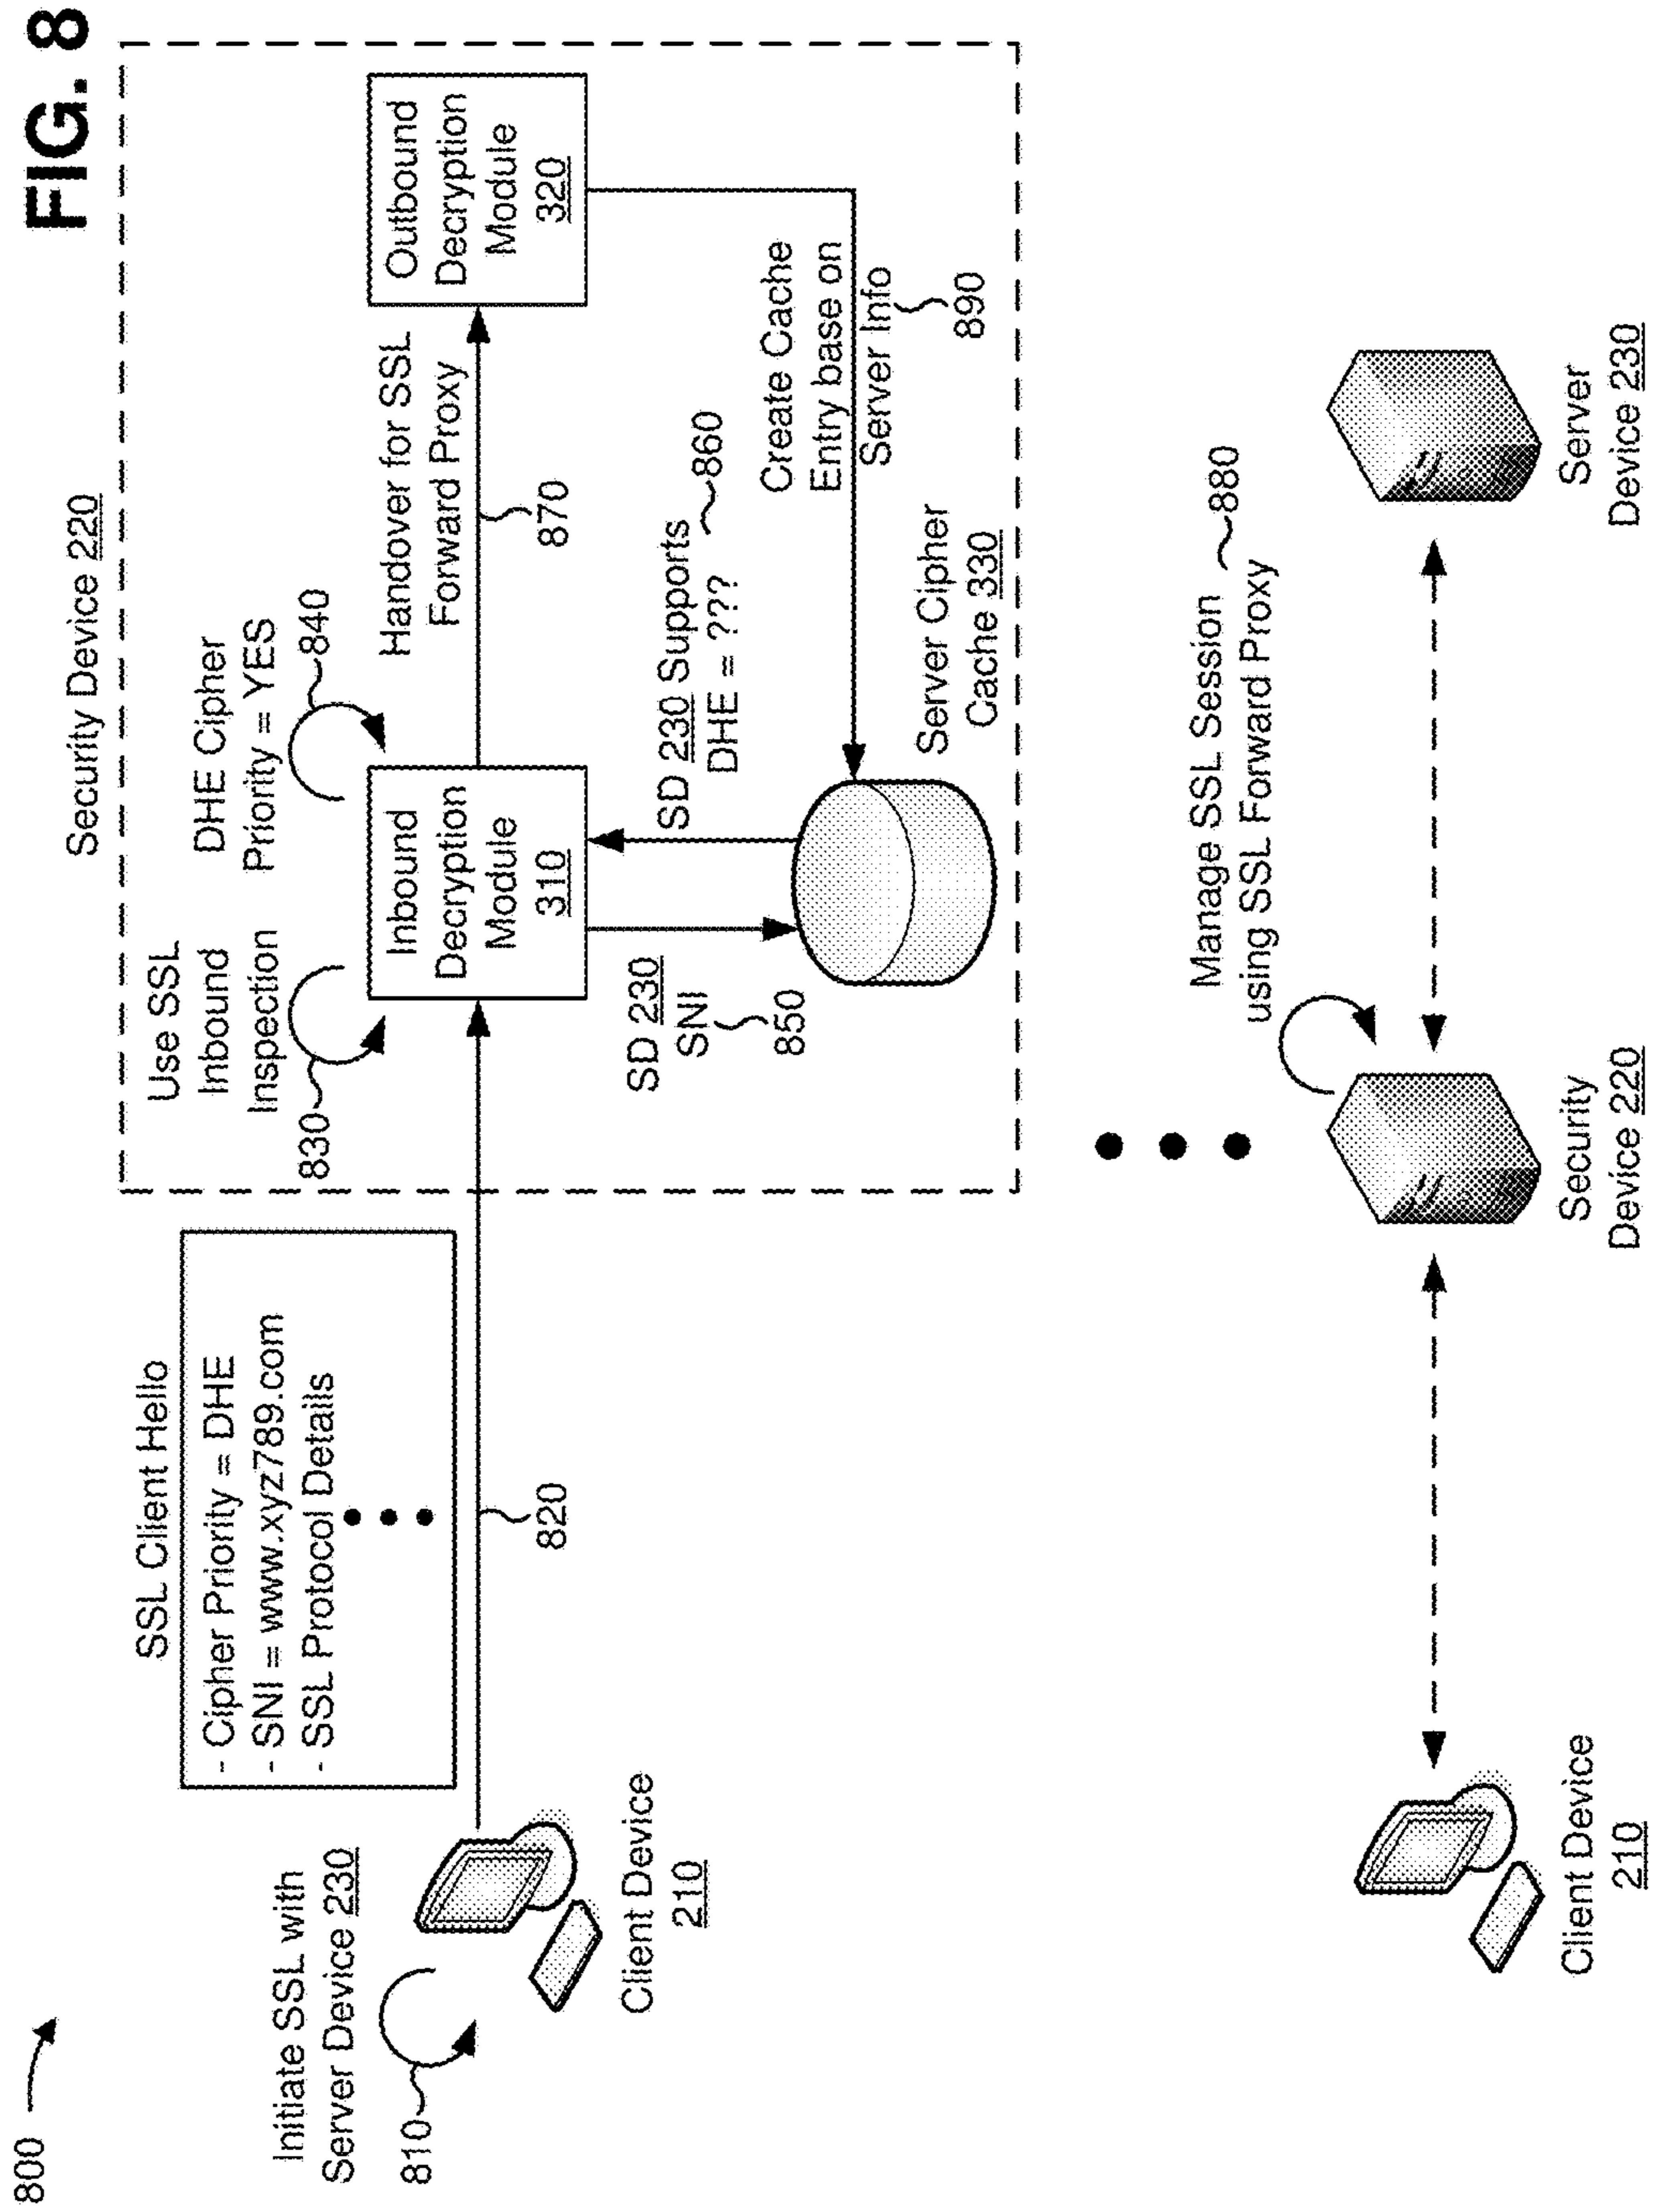 800
FIG. 8
Security Device 220
SSL Client Hello
- Cipher Priority = DHE
- SNI = www.xyz789.com
- SSL Protocol Details
Initiate SSL with
Server Device 230
810
Client Device
210
820
Use SSL
Inbound
Inspection
830
DHE Cipher
Priority = YES
840
Inbound
Decryption
Module
310
Handover for SSL
Forward Proxy
870
Outbound
Decryption
Module
320
SD 230
SNI
850
SD 230 Supports
DHE = ???
860
Create Cache
Entry base on
Server Info
890
Server Cipher
Cache 330
Manage SSL Session
using SSL Forward Proxy
880
Client Device
210
Security
Device 220
Server
Device 230